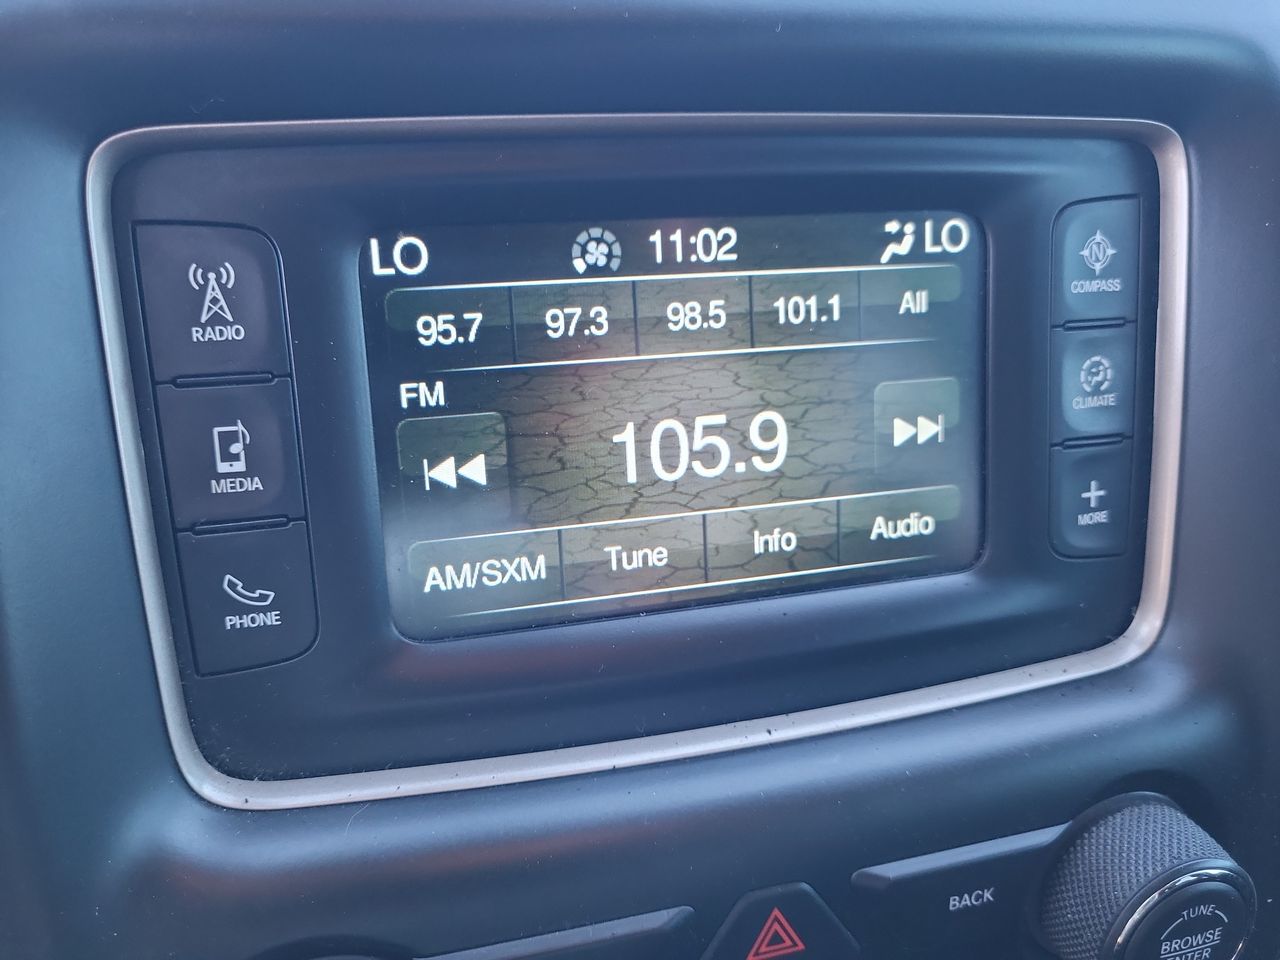 LO 11:02 LO
95.7 97.3 98.5 101.1 All
FM
105.9
AM/SXM Tune Info Audio
RADIO
MEDIA
PHONE
N
COMPASS
CLIMATE
MORE
BACK
TUNE
BROWSE
ENTER